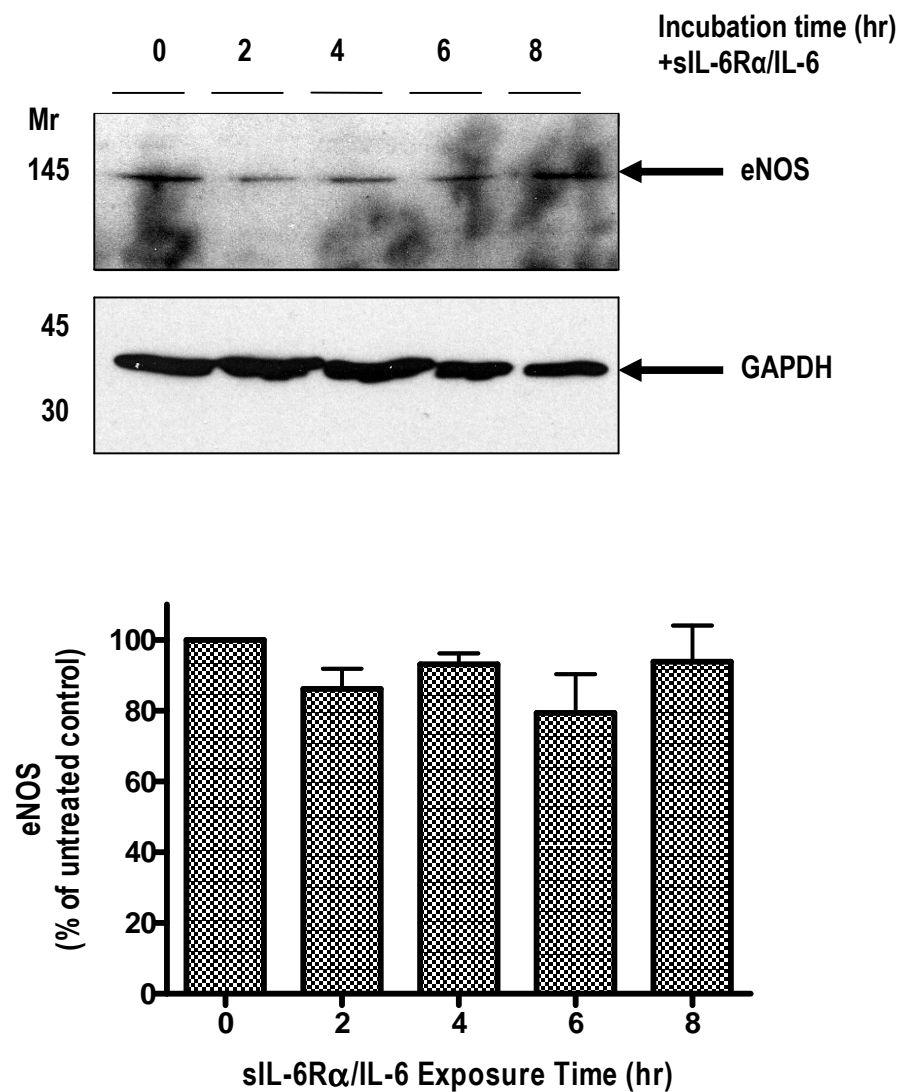 Incubation time (hr)
+sIL-6Rα/IL-6
0 2 4 6 8
Mr
145
eNOS
45
GAPDH
30
100
80
60
40
20
0
eNOS
(% of untreated control)
0 2 4 6 8
sIL-6Rα/IL-6 Exposure Time (hr)